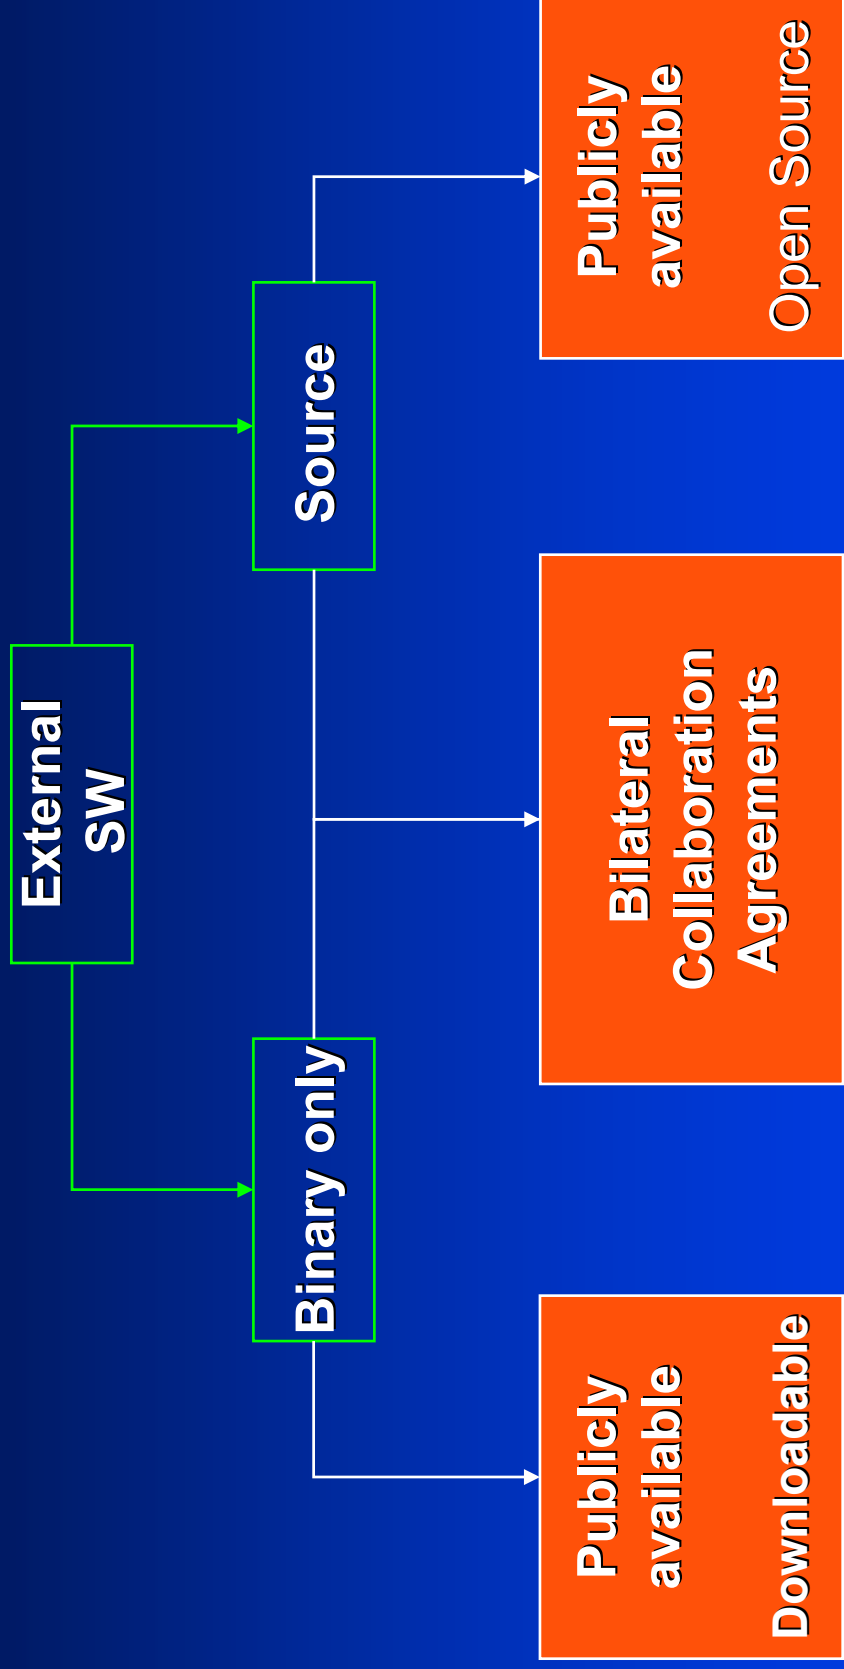 External
SW
Binary only
Source
Publicly
available
Downloadable
Bilateral
Collaboration
Agreements
Publicly
available
Open Source